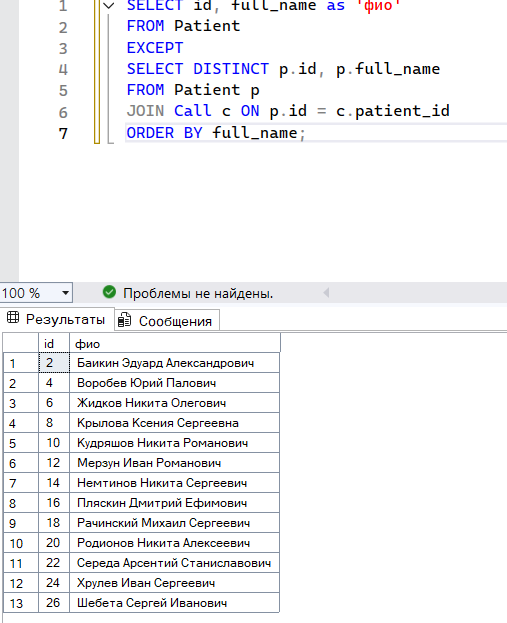 1 SELECT id, full_name as 'фио'
2 FROM Patient
3 EXCEPT
4 SELECT DISTINCT p.id, p.full_name
5 FROM Patient p
6 JOIN Call c ON p.id = c.patient_id
7 ORDER BY full_name;
100 % Проблемы не найдены.
Результаты Сообщения
id фио
1 2 Баикин Эдуард Александрович
2 4 Воробев Юрий Палович
3 6 Жидков Никита Олегович
4 8 Крылова Ксения Сергеевна
5 10 Кудряшов Никита Романович
6 12 Мерзун Иван Романович
7 14 Немтинов Никита Сергеевич
8 16 Пляскин Дмитрий Ефимович
9 18 Рачинский Михаил Сергеевич
10 20 Родионов Никита Алексеевич
11 22 Середа Арсентий Станиславович
12 24 Хрулев Иван Сергеевич
13 26 Шебета Сергей Иванович